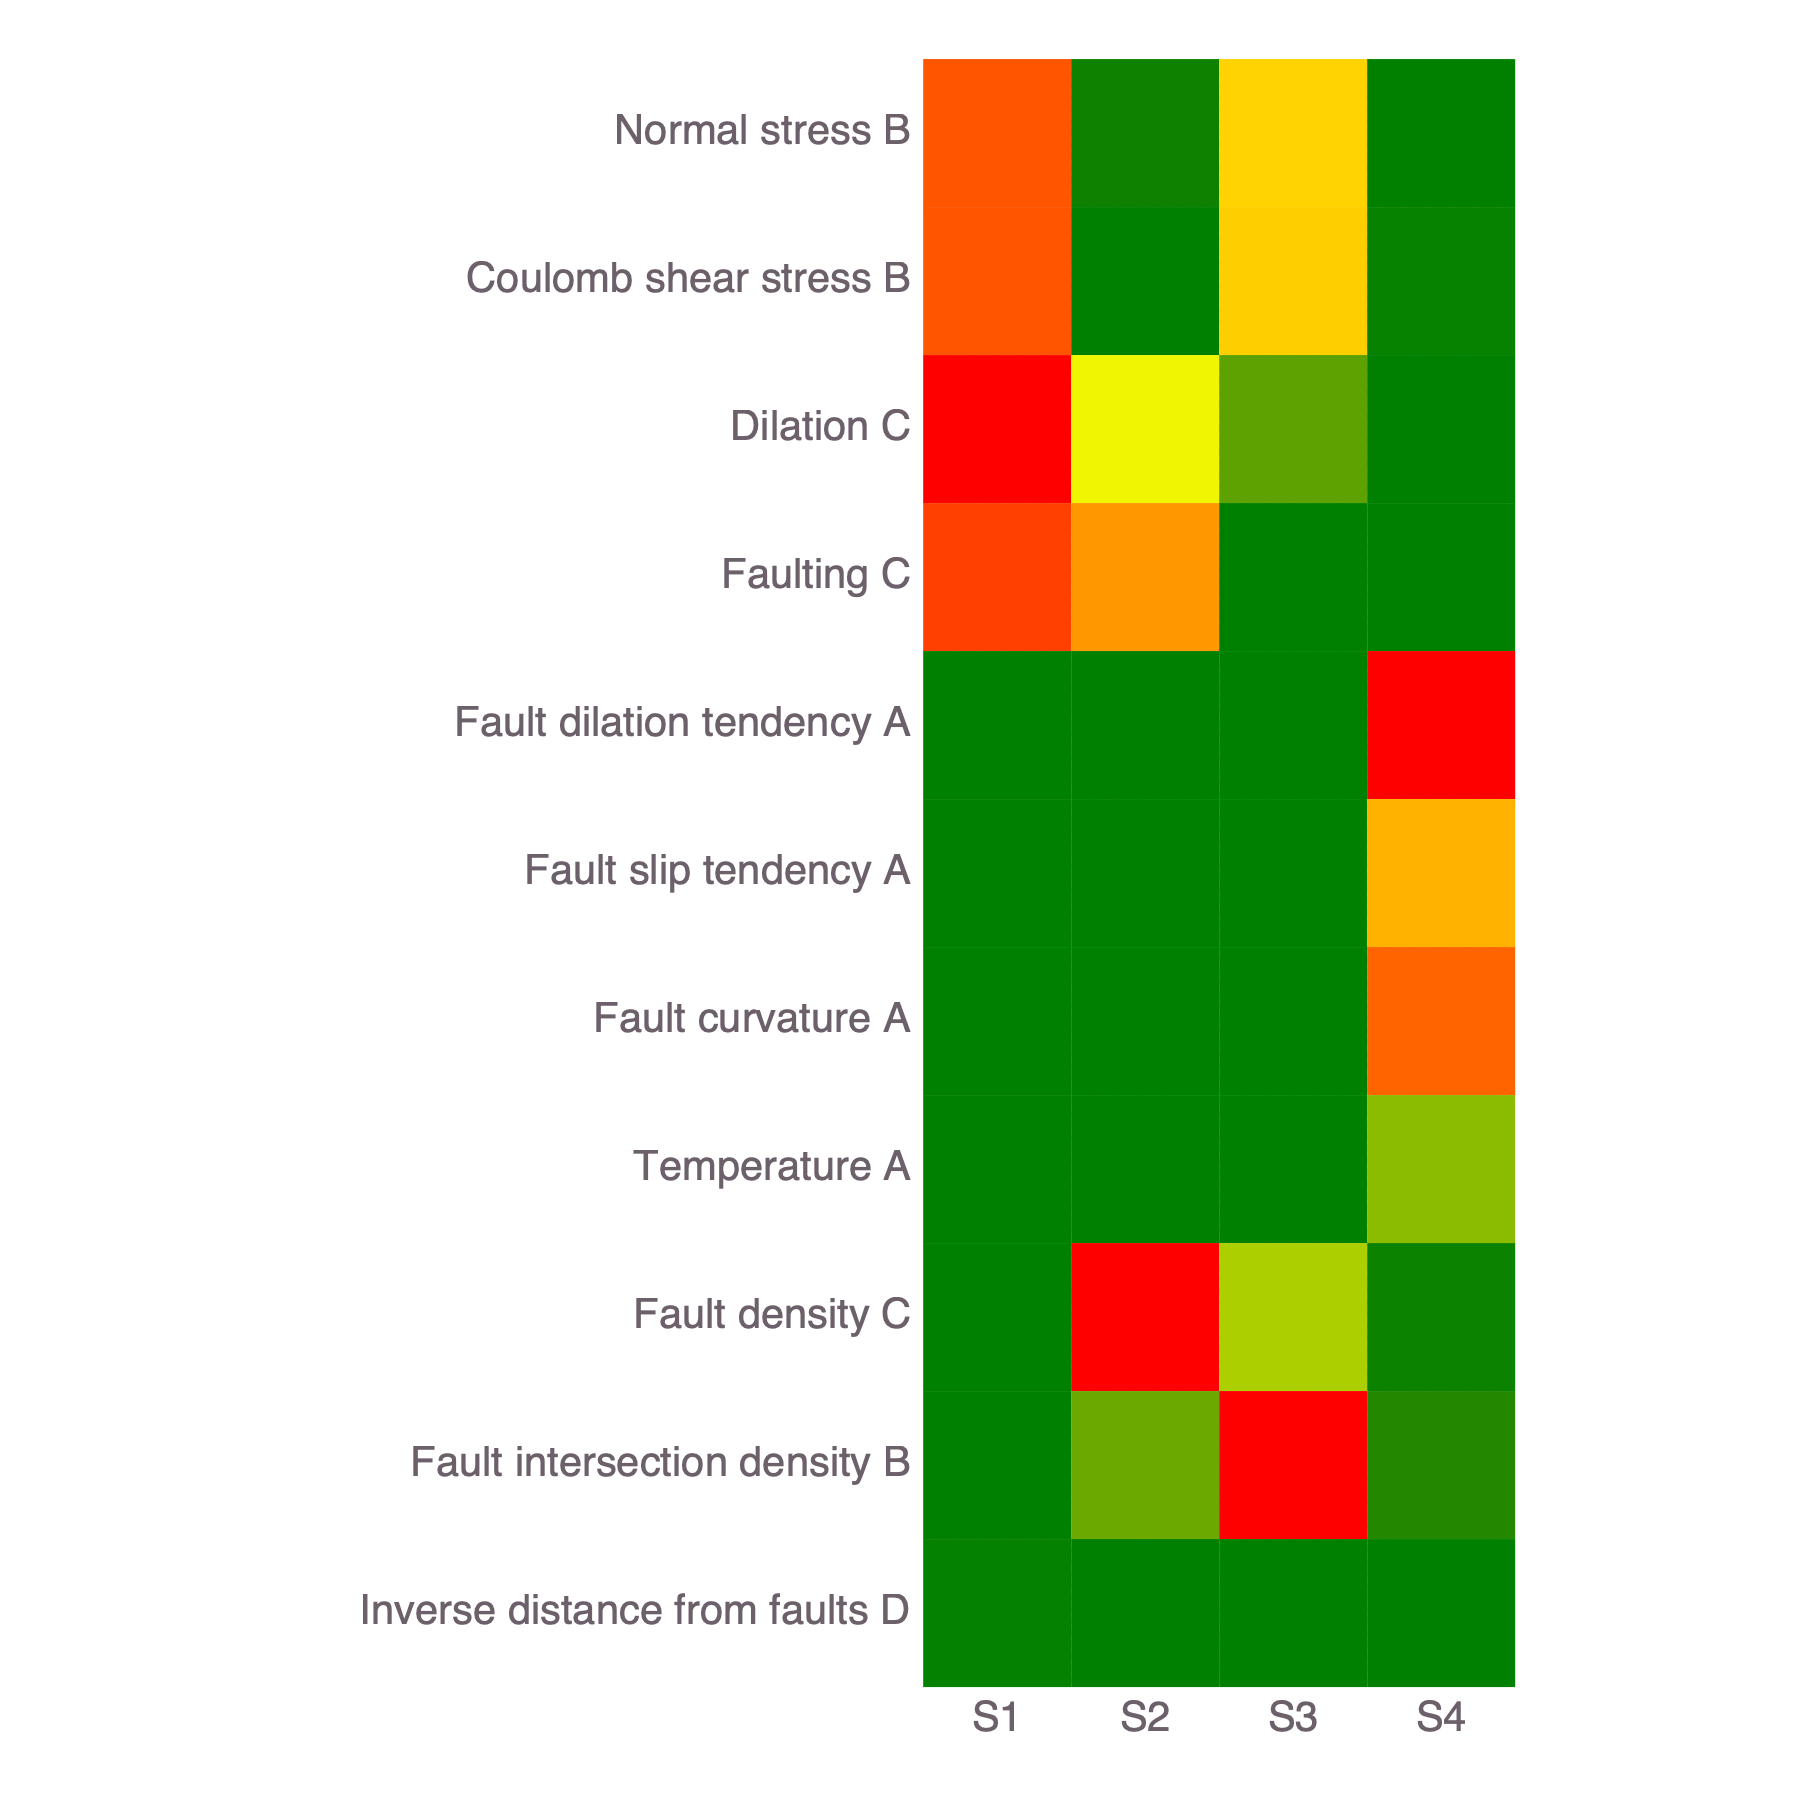 Normal stress B
Coulomb shear stress B
Dilation C
Faulting C
Fault dilation tendency A
Fault slip tendency A
Fault curvature A
Temperature A
Fault density C
Fault intersection density B
Inverse distance from faults D
S1 S2 S3 S4